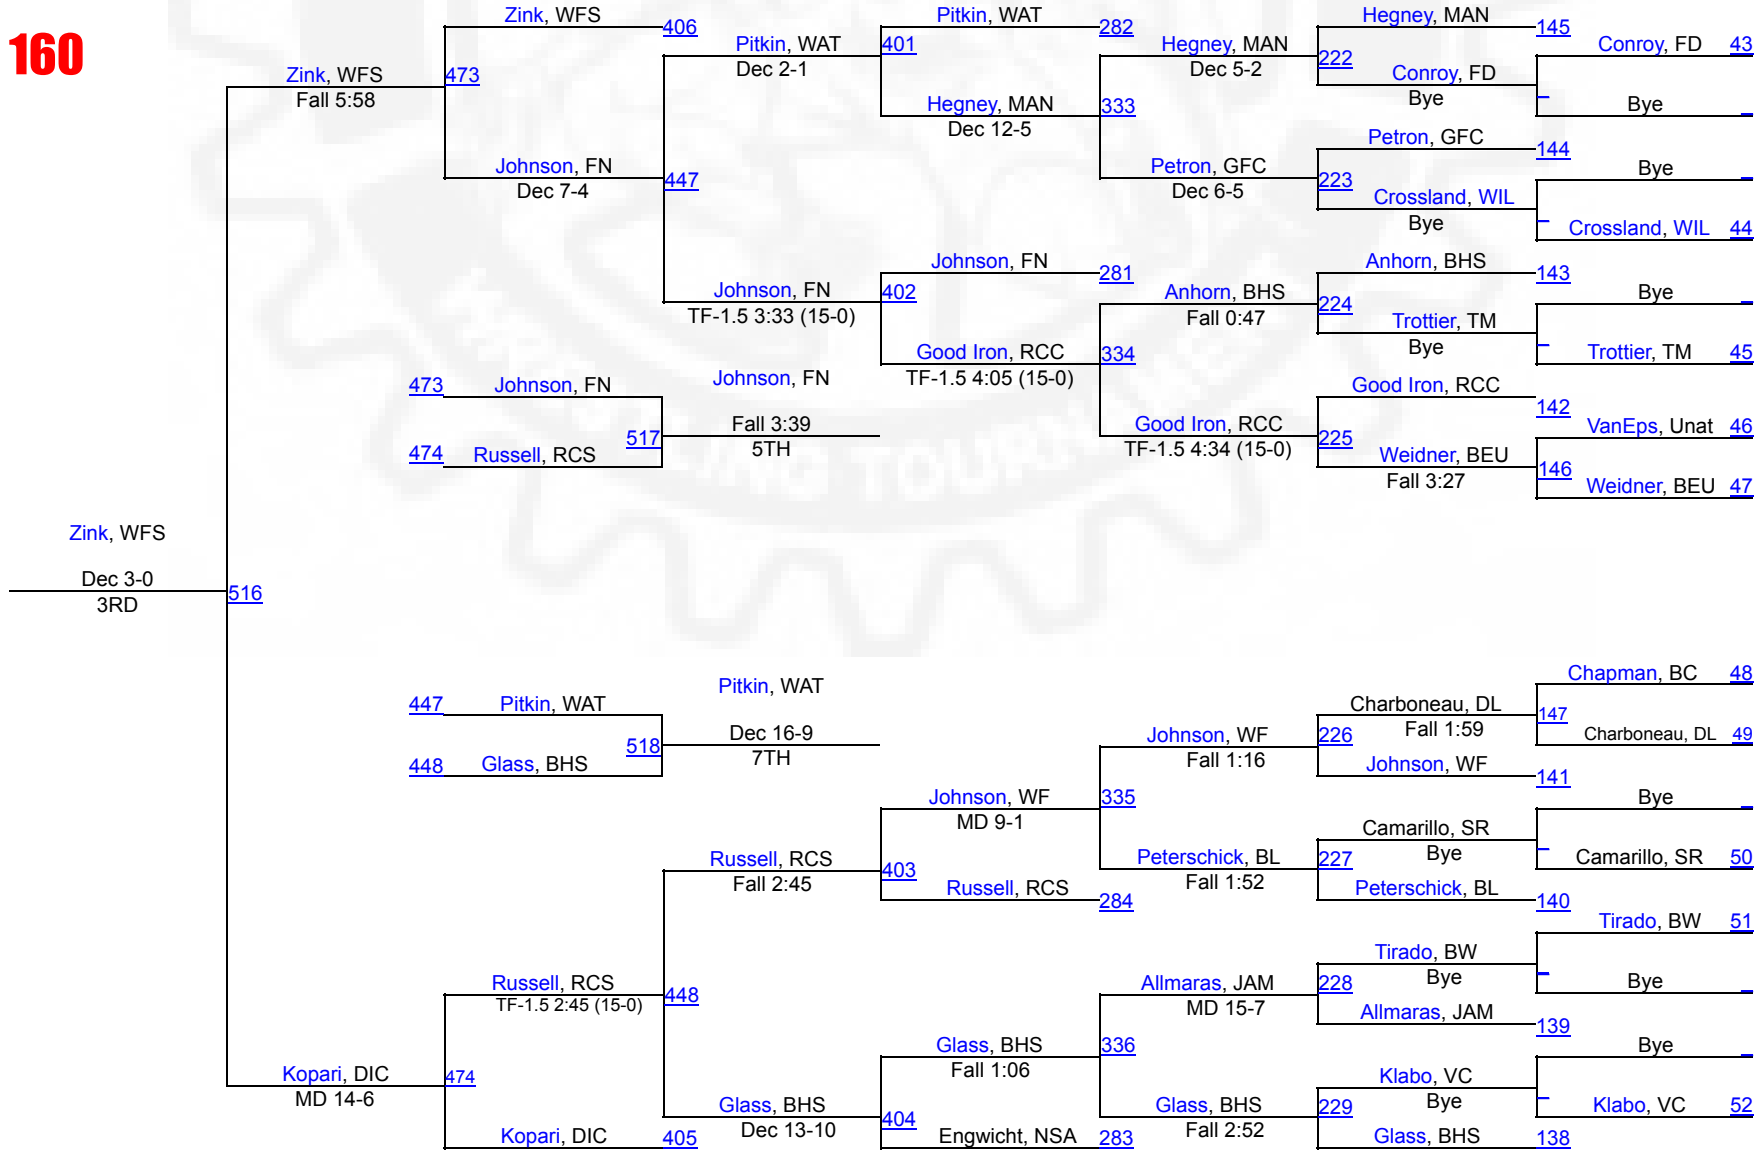 160
Zink, WFS
406
Pitkin, WAT
282
Hegney, MAN
145
Pitkin, WAT
401
Dec 2-1
Hegney, MAN
222
Dec 5-2
Conroy, FD 43
Zink, WFS
473
Fall 5:58
Conroy, FD
Bye
Bye
Hegney, MAN
333
Dec 12-5
Petron, GFC
144
Johnson, FN
447
Dec 7-4
Petron, GFC
223
Dec 6-5
Bye
Crossland, WIL
Bye
Crossland, WIL 44
Johnson, FN
281
Anhorn, BHS
143
Johnson, FN
402
TF-1.5 3:33 (15-0)
Anhorn, BHS
224
Fall 0:47
Bye
Trottier, TM
Bye
Good Iron, RCC
334
TF-1.5 4:05 (15-0)
Trottier, TM 45
473 Johnson, FN
Johnson, FN
Good Iron, RCC
142
517
Fall 3:39
5TH
Good Iron, RCC
225
TF-1.5 4:34 (15-0)
VanEps, Unat 46
474 Russell, RCS
Weidner, BEU
146
Fall 3:27
Weidner, BEU 47
Zink, WFS
Dec 3-0
516
3RD
Chapman, BC 48
447 Pitkin, WAT
Pitkin, WAT
Charboneau, DL
147
Fall 1:59
518
Dec 16-9
7TH
Johnson, WF
226
Fall 1:16
Charboneau, DL 49
448 Glass, BHS
Johnson, WF
141
Johnson, WF
335
MD 9-1
Bye
Camarillo, SR
Bye
Russell, RCS
403
Fall 2:45
Peterschick, BL
227
Fall 1:52
Camarillo, SR 50
Russell, RCS
284
Peterschick, BL
140
Tirado, BW 51
Tirado, BW
Bye
Russell, RCS
448
TF-1.5 2:45 (15-0)
Allmaras, JAM
228
MD 15-7
Bye
Allmaras, JAM
139
Glass, BHS
336
Fall 1:06
Bye
Kopari, DIC
474
MD 14-6
Klabo, VC
Bye
Glass, BHS
404
Dec 13-10
Glass, BHS
229
Fall 2:52
Klabo, VC 52
Kopari, DIC
405
Engwicht, NSA
283
Glass, BHS
138